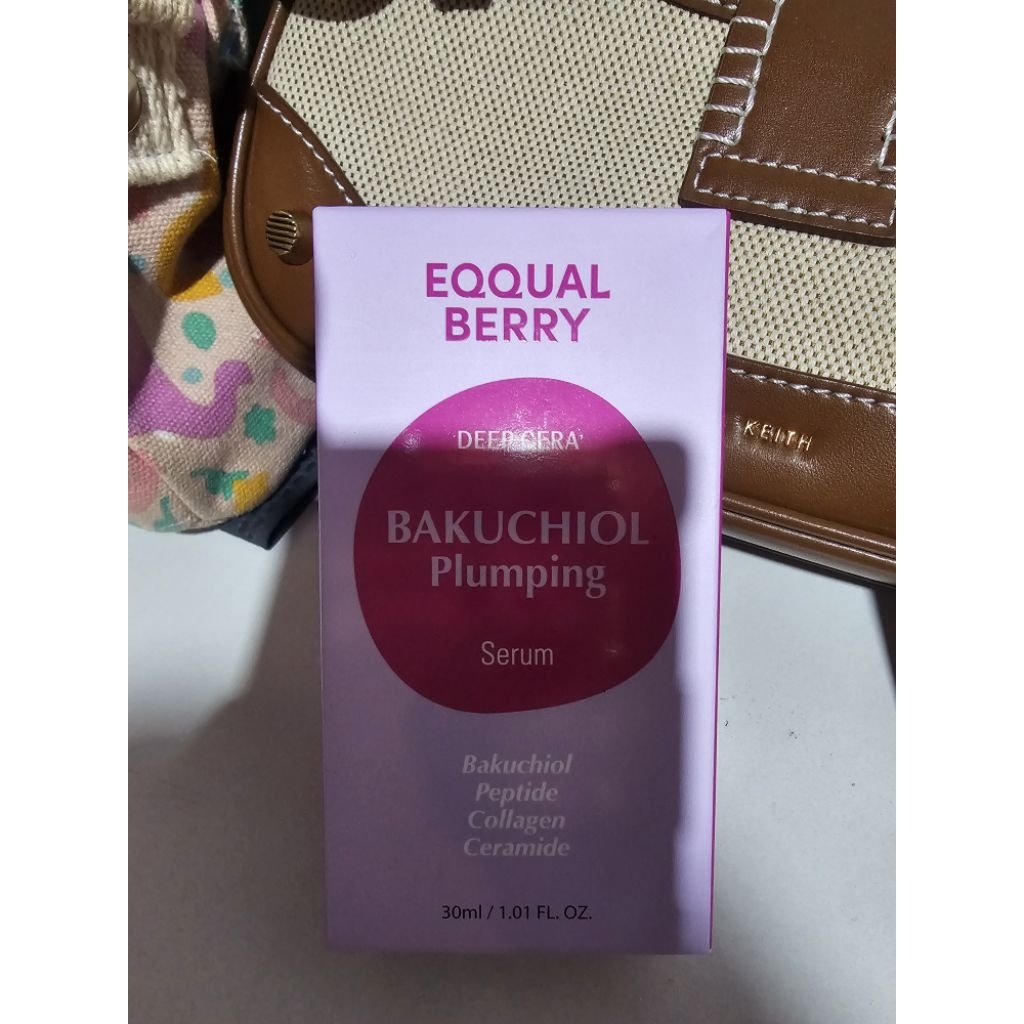 EQQUAL
BERRY
DEEP CERA
BAKUCHIOL
Plumping
Serum
Bakuchiol
Peptide
Collagen
Ceramide
30ml / 1.01 FL. OZ.
KEITH